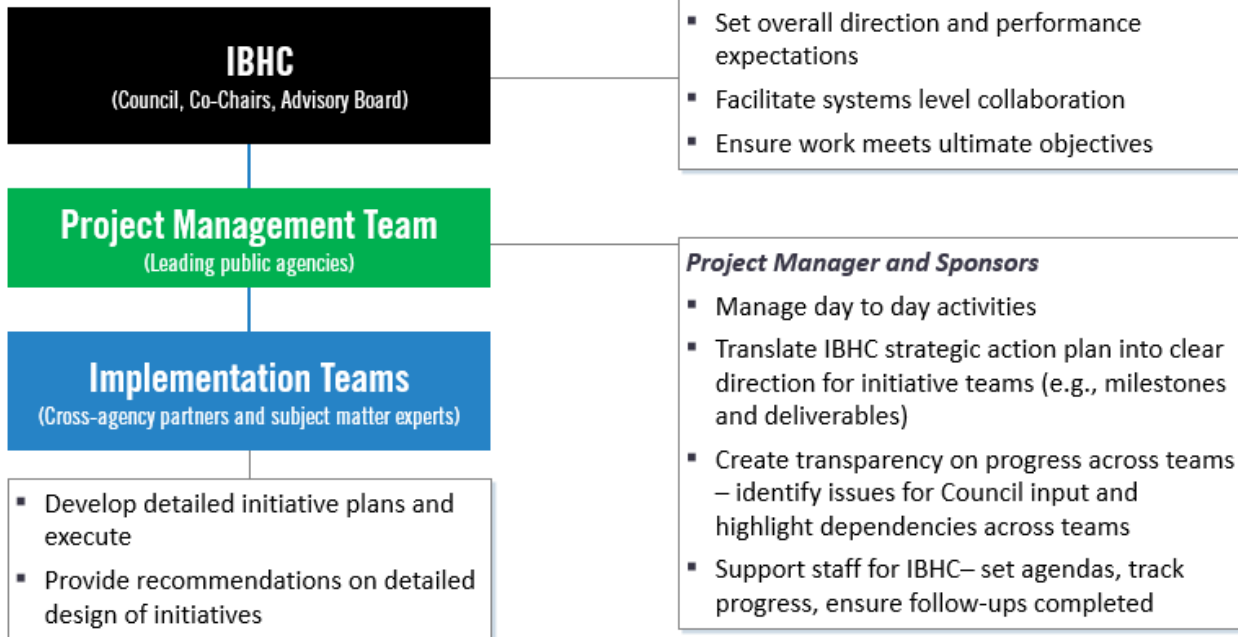 IBHC
(Council, Co-Chairs, Advisory Board)
▪ Set overall direction and performance
expectations
▪ Facilitate systems level collaboration
▪ Ensure work meets ultimate objectives
Project Management Team
(Leading public agencies)
Project Manager and Sponsors
▪ Manage day to day activities
▪ Translate IBHC strategic action plan into clear
direction for initiative teams (e.g., milestones
and deliverables)
▪ Create transparency on progress across teams
– identify issues for Council input and
highlight dependencies across teams
▪ Support staff for IBHC– set agendas, track
progress, ensure follow-ups completed
Implementation Teams
(Cross-agency partners and subject matter experts)
▪ Develop detailed initiative plans and
execute
▪ Provide recommendations on detailed
design of initiatives